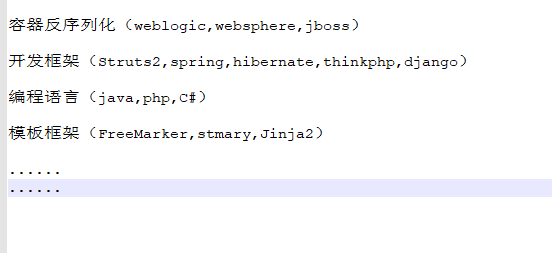 容器反序列化（weblogic,websphere,jboss）
开发框架（Struts2,spring,hibernate,thinkphp,django）
编程语言（java,php,C#）
模板框架（FreeMarker,stmary,Jinja2）
......
......